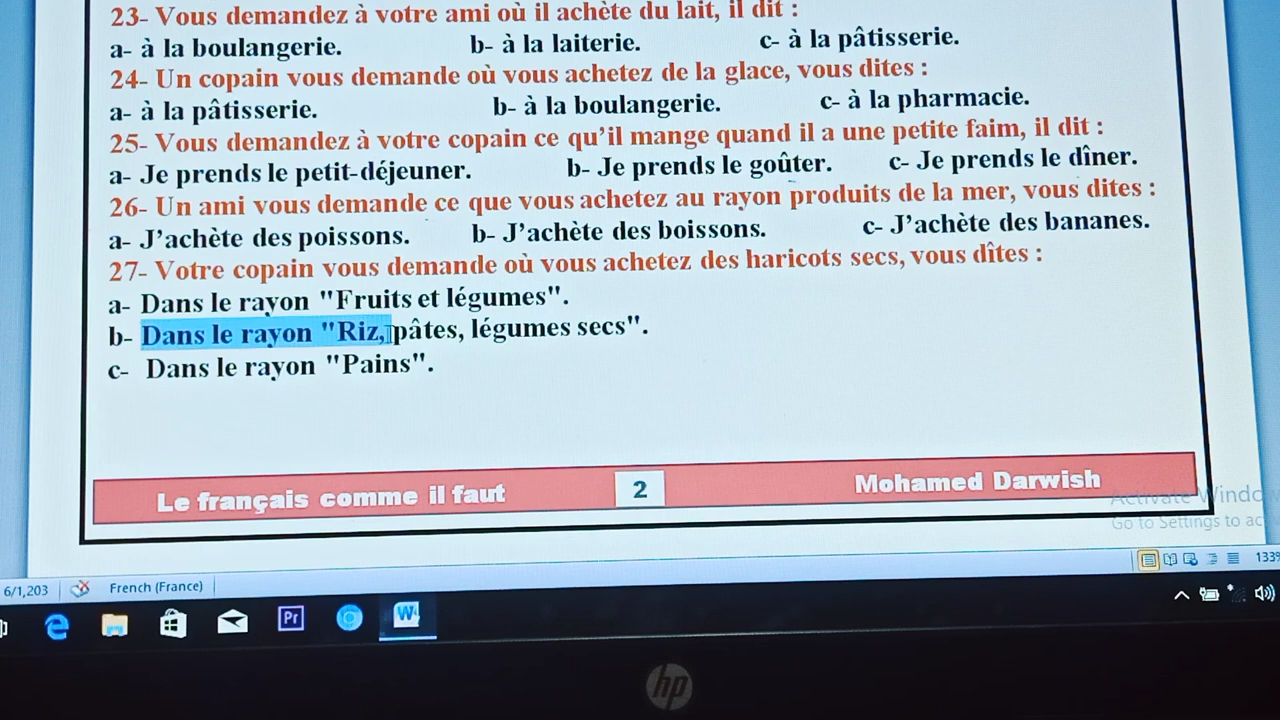 23- Vous demandez à votre ami où il achète du lait, il dit :
a- à la boulangerie. b- à la laiterie. c- à la pâtisserie.
24- Un copain vous demande où vous achetez de la glace, vous dites :
a- à la pâtisserie. b- à la boulangerie. c- à la pharmacie.
25- Vous demandez à votre copain ce qu’il mange quand il a une petite faim, il dit :
a- Je prends le petit-déjeuner. b- Je prends le goûter. c- Je prends le dîner.
26- Un ami vous demande ce que vous achetez au rayon produits de la mer, vous dites :
a- J’achète des poissons. b- J’achète des boissons. c- J’achète des bananes.
27- Votre copain vous demande où vous achetez des haricots secs, vous dîtes :
a- Dans le rayon "Fruits et légumes".
b- Dans le rayon "Riz, pâtes, légumes secs".
c- Dans le rayon "Pains".
Le français comme il faut 2 Mohamed Darwish
Activate Windo
Go to Settings to ac
6/1,203 French (France) 133%
Pr W
hp